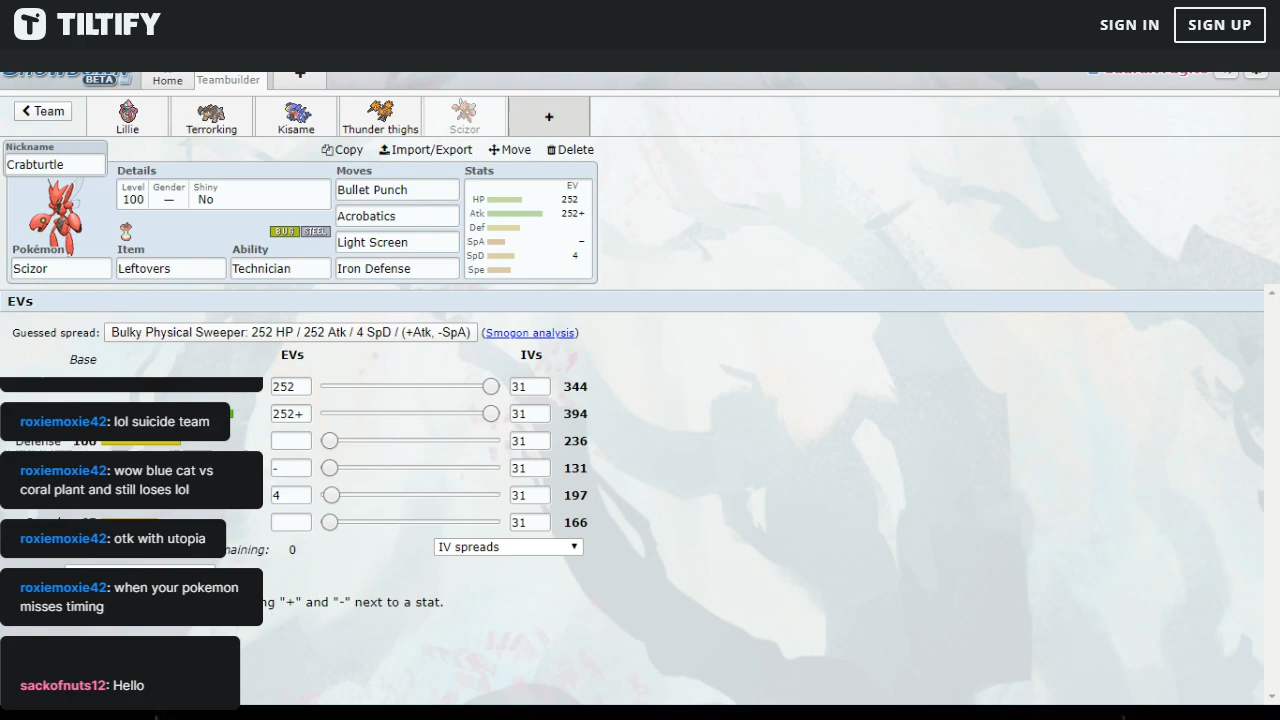 TILTIFY
SIGN IN
SIGN UP
BETA
Home
Teambuilder
+
Team
Lillie
Terrorking
Kisame
Thunder thighs
Scizor
+
Nickname
Crabturtle
Copy
Import/Export
Move
Delete
Details
Level
100
Gender
—
Shiny
No
BUG
STEEL
Pokémon
Scizor
Item
Leftovers
Ability
Technician
Moves
Bullet Punch
Acrobatics
Light Screen
Iron Defense
Stats
EV
HP 252
Atk 252+
Def
SpA −
SpD 4
Spe
EVs
Guessed spread: Bulky Physical Sweeper: 252 HP / 252 Atk / 4 SpD / (+Atk, -SpA) (Smogon analysis)
Base EVs IVs
252 31 344
252+ 31 394
Defense 100 31 236
- 31 131
4 31 197
31 166
0
IV spreads
"+" and "-" next to a stat.
roxiemoxie42: lol suicide team
roxiemoxie42: wow blue cat vs
coral plant and still loses lol
roxiemoxie42: otk with utopia
roxiemoxie42: when your pokemon
misses timing
sackofnuts12: Hello